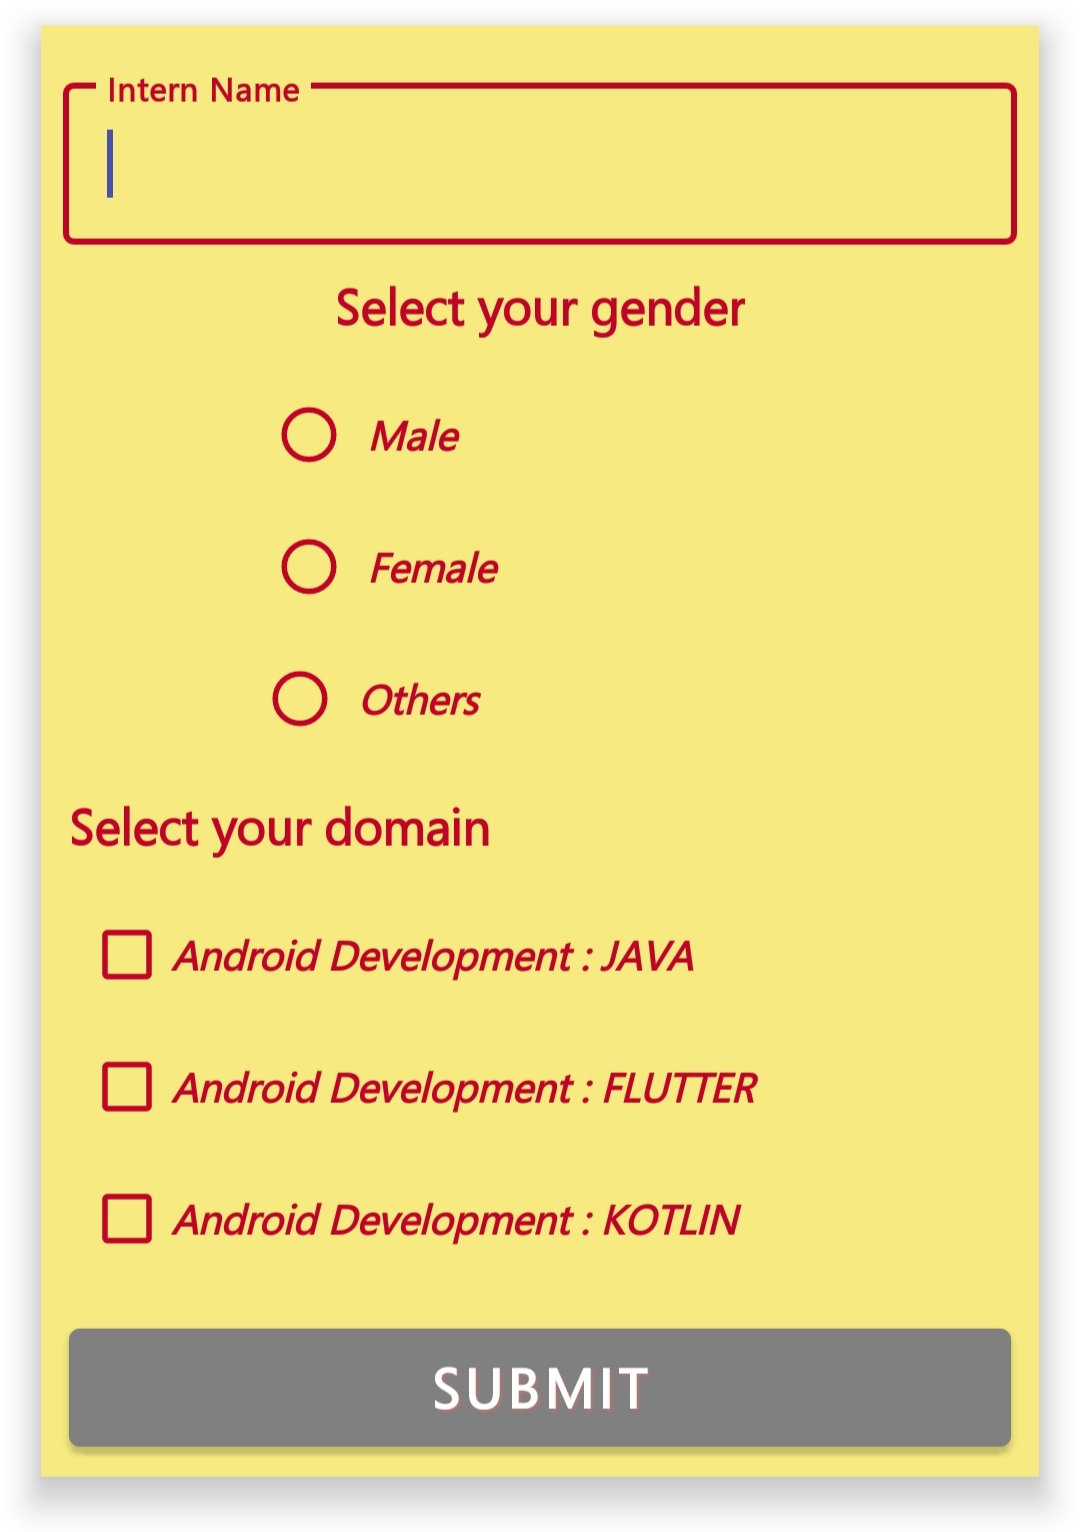 Intern Name
Select your gender
Male
Female
Others
Select your domain
Android Development : JAVA
Android Development : FLUTTER
Android Development : KOTLIN
SUBMIT